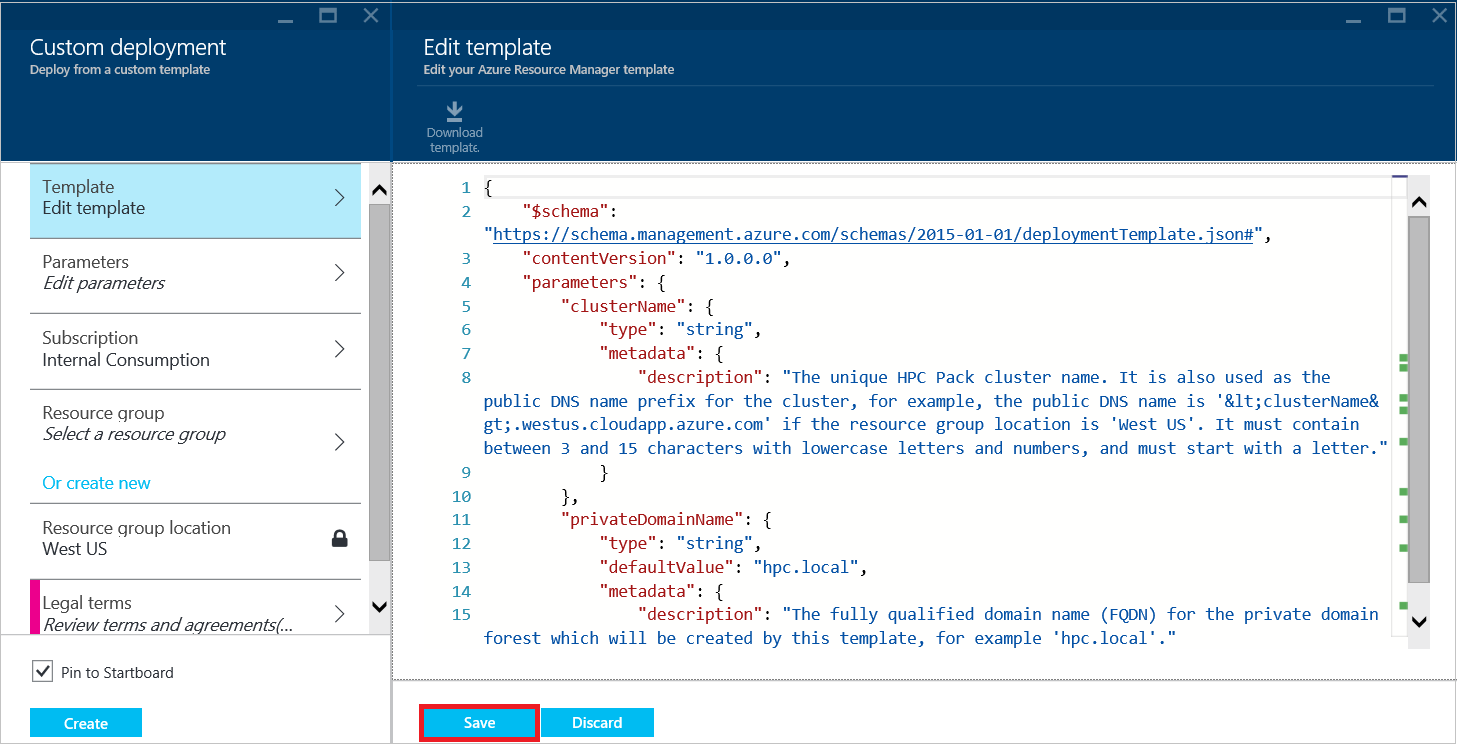 Custom deployment
Deploy from a custom template
Template
Edit template
Parameters
Edit parameters
Subscription
Internal Consumption
Resource group
Select a resource group
Or create new
Resource group location
West US
Legal terms
Review terms and agreements(...
Pin to Startboard
Create
Edit template
Edit your Azure Resource Manager template
Download
template.
1 {
2 "$schema":
"https://schema.management.azure.com/schemas/2015-01-01/deploymentTemplate.json#",
3 "contentVersion": "1.0.0.0",
4 "parameters": {
5 "clusterName": {
6 "type": "string",
7 "metadata": {
8 "description": "The unique HPC Pack cluster name. It is also used as the
public DNS name prefix for the cluster, for example, the public DNS name is '&lt;clusterName&
gt;.westus.cloudapp.azure.com' if the resource group location is 'West US'. It must contain
between 3 and 15 characters with lowercase letters and numbers, and must start with a letter."
9 }
10 },
11 "privateDomainName": {
12 "type": "string",
13 "defaultValue": "hpc.local",
14 "metadata": {
15 "description": "The fully qualified domain name (FQDN) for the private domain
forest which will be created by this template, for example 'hpc.local'."
Save
Discard